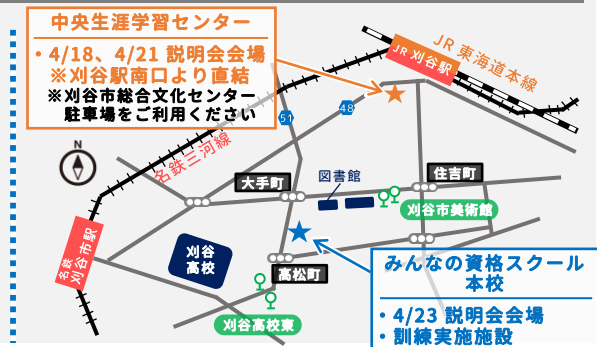 中央生涯学習センター
・4/18、4/21 説明会会場
※刈谷駅南口より直結
※刈谷市総合文化センター
駐車場をご利用ください
JR 刈谷駅
JR 東海道本線
51
48
名鉄三河線
N
大手町
図書館
住吉町
刈谷市美術館
名鉄
刈谷市駅
刈谷
高校
高松町
刈谷高校東
みんなの資格スクール
本校
・4/23 説明会会場
・訓練実施施設